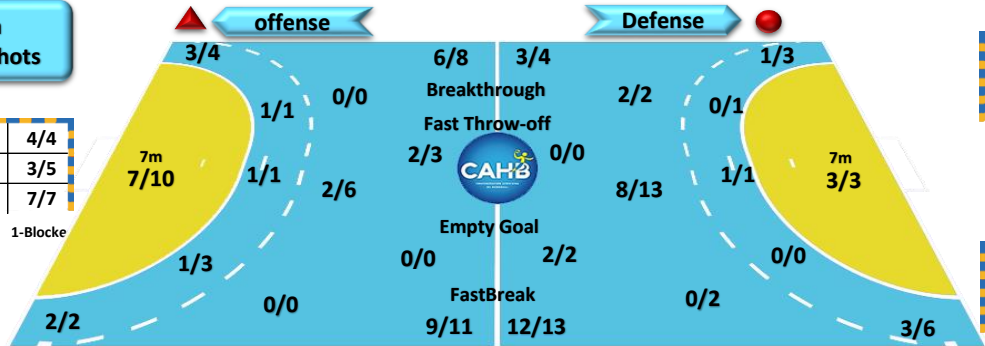 offense
Defense
hots
3/4
6/8
3/4
1/3
Breakthrough
0/0
2/2
1/1
0/1
Fast Throw-off
4/4
3/5
7/7
1-Blocke
2/3
0/0
CAHB
7m
7/10
1/1
2/6
8/13
1/1
7m
3/3
Empty Goal
1/3
0/0
2/2
0/0
FastBreak
0/0
0/2
2/2
9/11
12/13
3/6